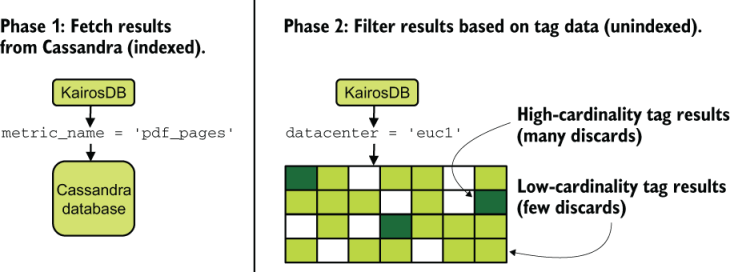 Phase 1: Fetch results
from Cassandra (indexed).
KairosDB
metric_name = 'pdf_pages'
Cassandra
database
Phase 2: Filter results based on tag data (unindexed).
KairosDB
datacenter = 'euc1'
High-cardinality tag results
(many discards)
Low-cardinality tag results
(few discards)